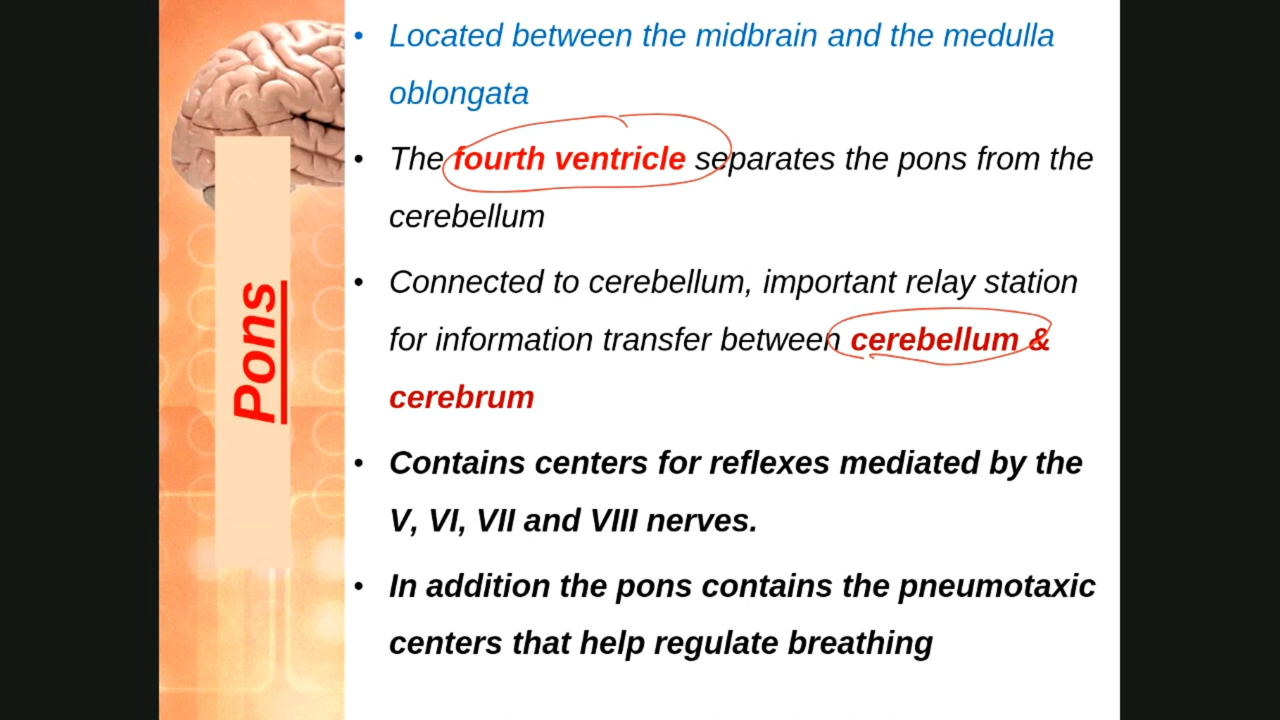 Pons
• Located between the midbrain and the medulla
oblongata
• The fourth ventricle separates the pons from the
cerebellum
• Connected to cerebellum, important relay station
for information transfer between cerebellum &
cerebrum
• Contains centers for reflexes mediated by the
V, VI, VII and VIII nerves.
• In addition the pons contains the pneumotaxic
centers that help regulate breathing